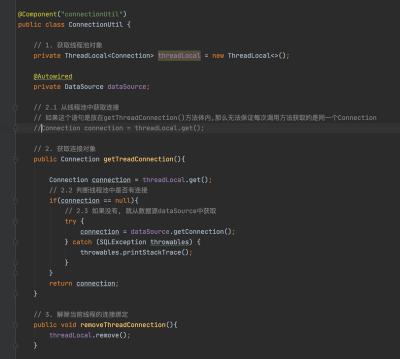 @Component("connectionUtil")
public class ConnectionUtil {
// 1. 获取线程池对象
private ThreadLocal<Connection> threadLocal = new ThreadLocal<>();
@Autowired
private DataSource dataSource;
// 2.1 从线程池中获取连接
// 如果这个语句是放在getThreadConnection()方法体内,那么无法保证每次调用方法获取的是同一个Connection
//Connection connection = threadLocal.get();
// 2. 获取连接对象
public Connection getTreadConnection(){
Connection connection = threadLocal.get();
// 2.2 判断线程池中是否有连接
if(connection == null){
// 2.3 如果没有, 就从数据源dataSource中获取
try {
connection = dataSource.getConnection();
} catch (SQLException throwables) {
throwables.printStackTrace();
}
}
return connection;
}
// 3. 解除当前线程的连接绑定
public void removeThreadConnection(){
threadLocal.remove();
}